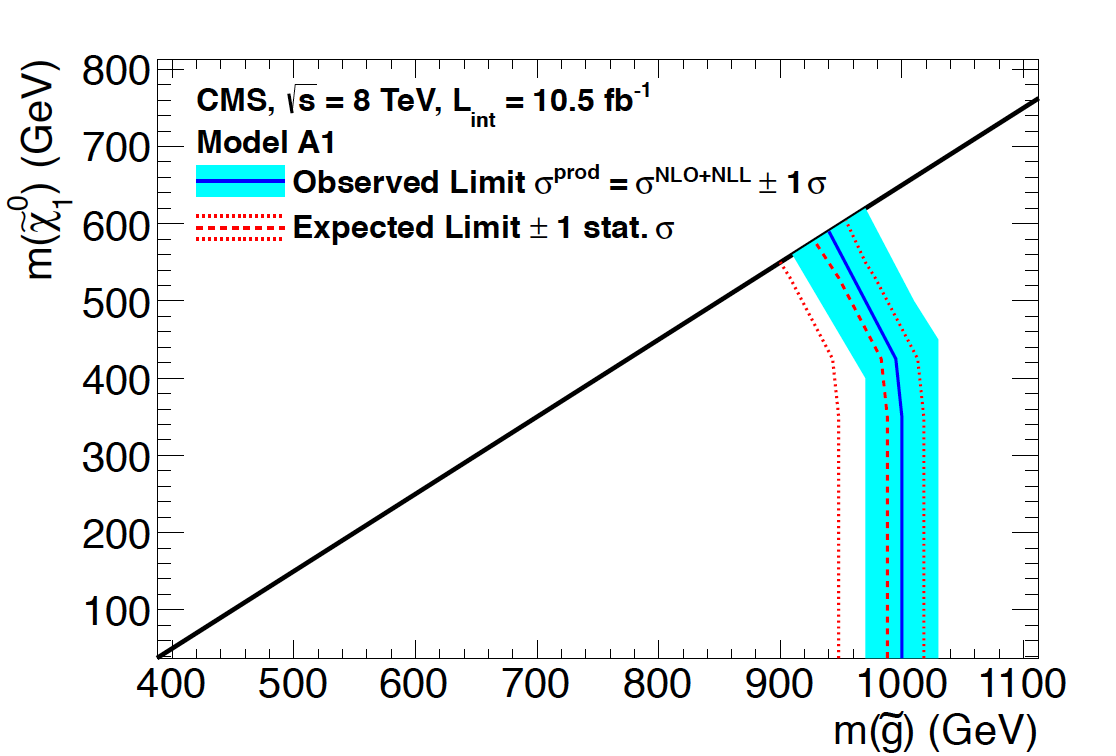 800
700
600
500
400
300
200
100
m(χ̃₁⁰) (GeV)
CMS, √s = 8 TeV, L_int = 10.5 fb⁻¹
Model A1
Observed Limit σ^prod = σ^NLO+NLL ± 1 σ
Expected Limit ± 1 stat. σ
400 500 600 700 800 900 1000 1100
m(g̃) (GeV)